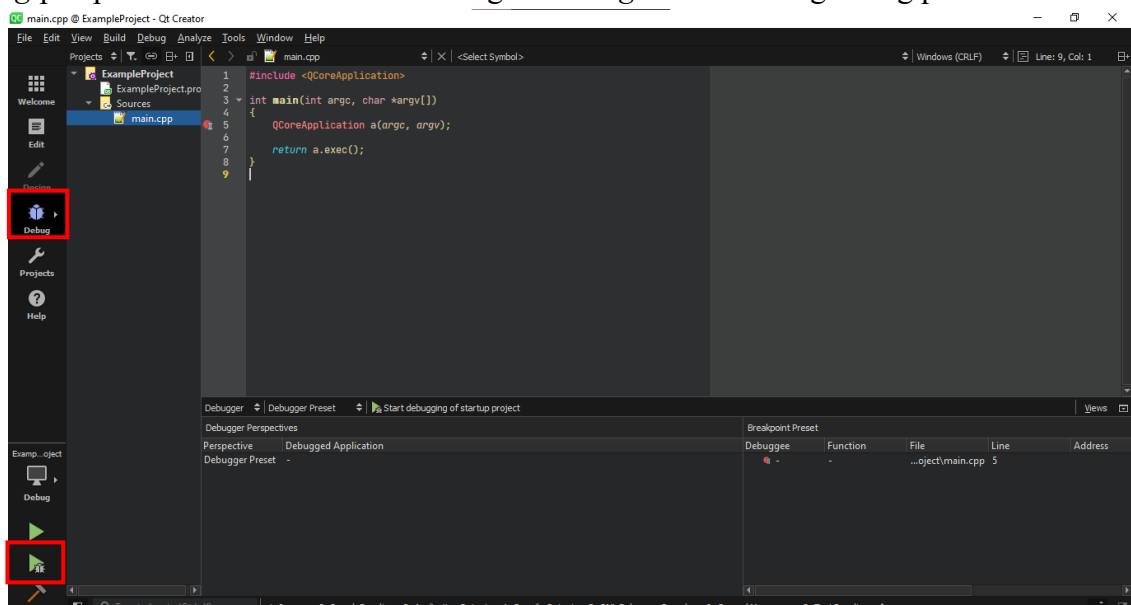 main.cpp @ ExampleProject - Qt Creator
File Edit View Build Debug Analyze Tools Window Help
Projects main.cpp <Select Symbol> Windows (CRLF) Line: 9, Col: 1
Welcome
Edit
Design
Debug
Projects
Help
ExampleProject
ExampleProject.pro
Sources
main.cpp
1 #include <QCoreApplication>
2
3 int main(int argc, char *argv[])
4 {
5 QCoreApplication a(argc, argv);
6
7 return a.exec();
8 }
9
Debugger Debugger Preset Start debugging of startup project Views
Debugger Perspectives Breakpoint Preset
Perspective Debugged Application Debuggee Function File Line Address
Debugger Preset - - - ...oject\main.cpp 5
Examp...oject
Debug